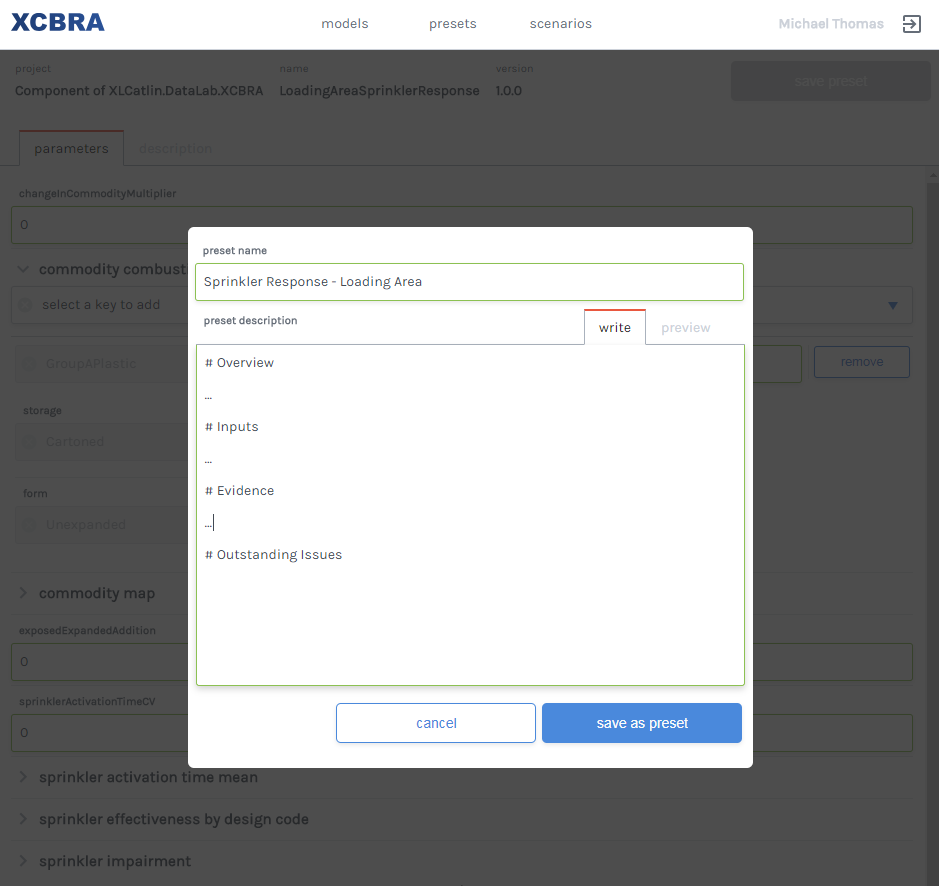 XCBRA models presets scenarios Michael Thomas
project name version
Component of XLCatlin.DataLab.XCBRA LoadingAreaSprinklerResponse 1.0.0 save preset
parameters description
changeInCommodityMultiplier
0
preset name
commodity combust
Sprinkler Response - Loading Area
select a key to add
preset description
write preview
GroupAPlastic
remove
# Overview
...
storage
# Inputs
Cartoned
...
form
# Evidence
Unexpanded
...
# Outstanding Issues
commodity map
exposedExpandedAddition
0
sprinklerActivationTimeCV
0
cancel save as preset
sprinkler activation time mean
sprinkler effectiveness by design code
sprinkler impairment